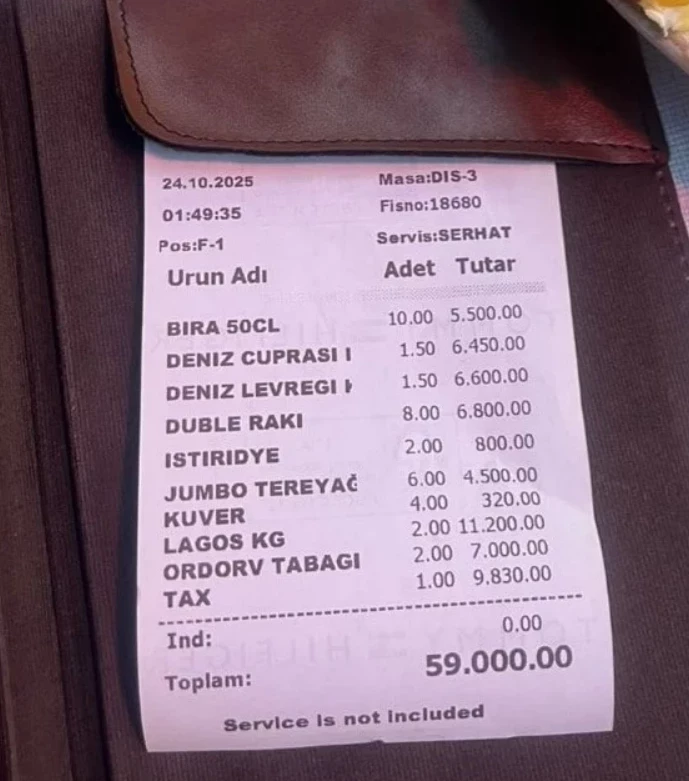 24.10.2025 Masa:DIS-3
01:49:35 Fisno:18680
Pos:F-1 Servis:SERHAT
Urun Adı Adet Tutar
BIRA 50CL 10.00 5.500.00
DENIZ CUPRASI 1.50 6.450.00
DENIZ LEVREGI 1.50 6.600.00
DUBLE RAKI 8.00 6.800.00
ISTIRIDYE 2.00 800.00
JUMBO TEREYAĞ 6.00 4.500.00
KUVER 4.00 320.00
LAGOS KG 2.00 11.200.00
ORDORV TABAGI 2.00 7.000.00
TAX 1.00 9.830.00
Ind: 0.00
Toplam: 59.000.00
Service is not included
TOMMY HILFIGER